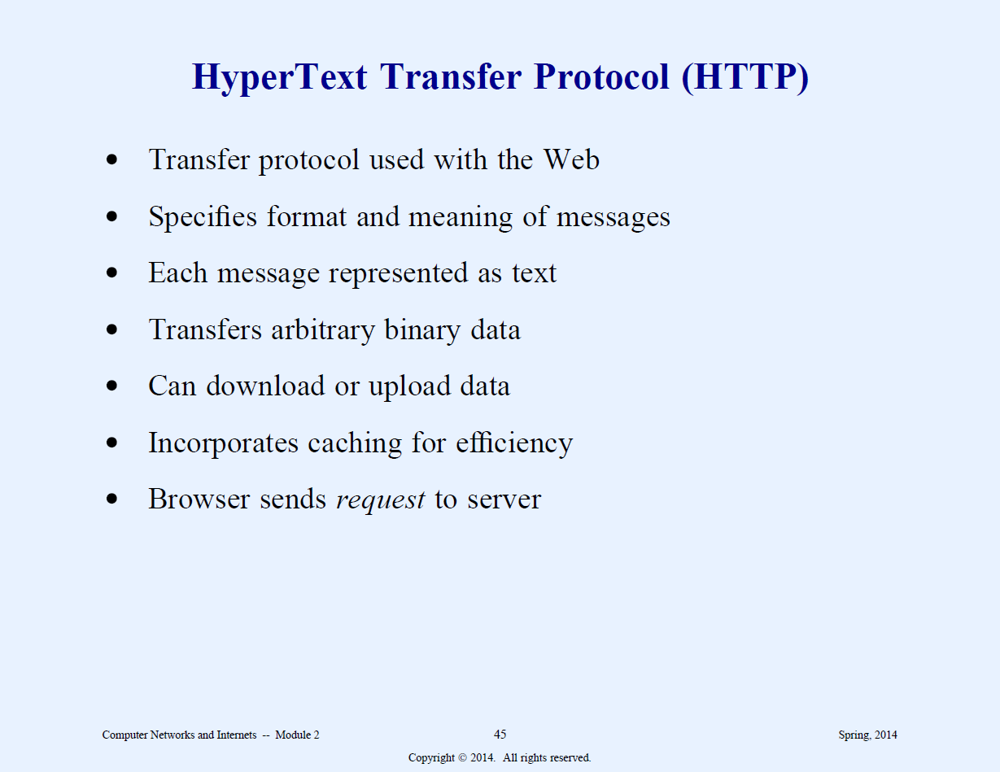 HyperText Transfer Protocol (HTTP)
• Transfer protocol used with the Web
• Specifies format and meaning of messages
• Each message represented as text
• Transfers arbitrary binary data
• Can download or upload data
• Incorporates caching for efficiency
• Browser sends request to server
Computer Networks and Internets -- Module 2 45 Spring, 2014
Copyright © 2014. All rights reserved.